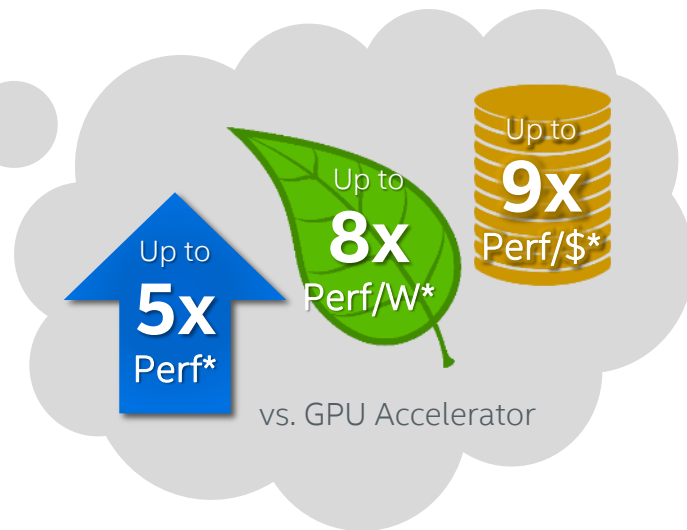 Up to
5x
Perf*
Up to
8x
Perf/W*
Up to
9x
Perf/$*
vs. GPU Accelerator